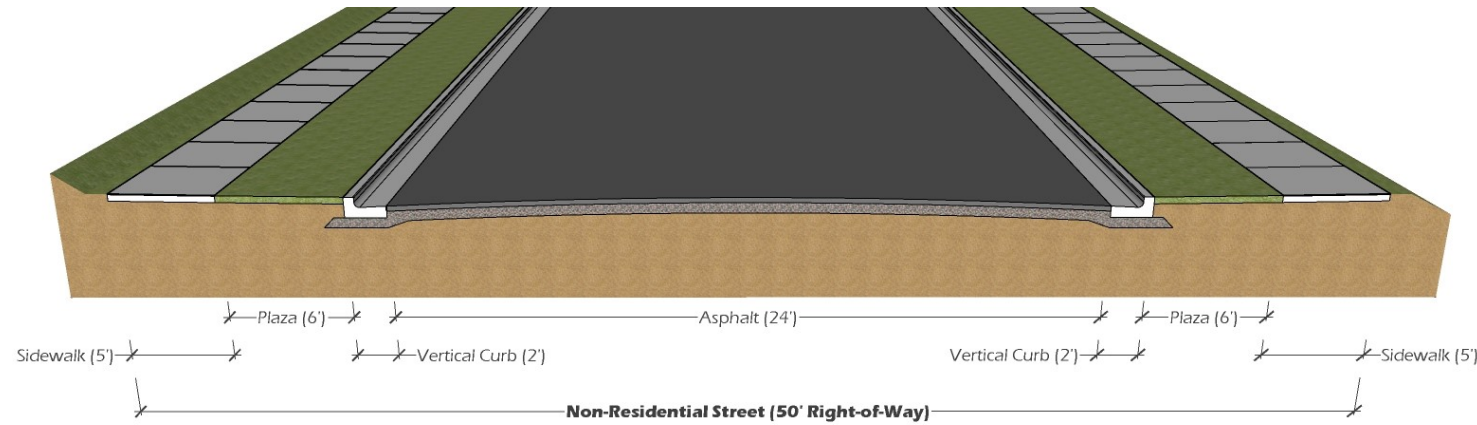 Plaza (6') Asphalt (24') Plaza (6')
Sidewalk (5') Vertical Curb (2') Vertical Curb (2') Sidewalk (5')
Non-Residential Street (50' Right-of-Way)